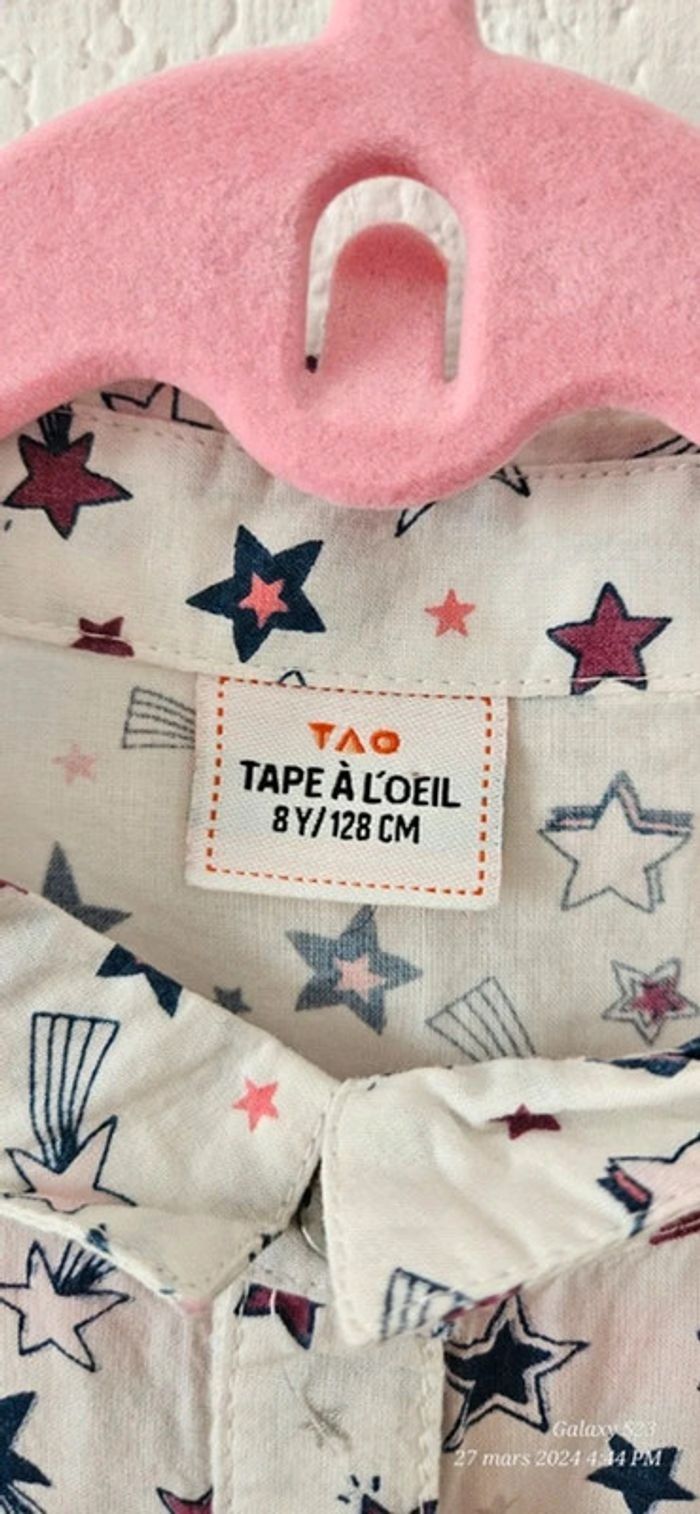 TAO
TAPE À L'OEIL
8 Y/128 CM
Galaxy S23
27 mars 2024 4:44 PM